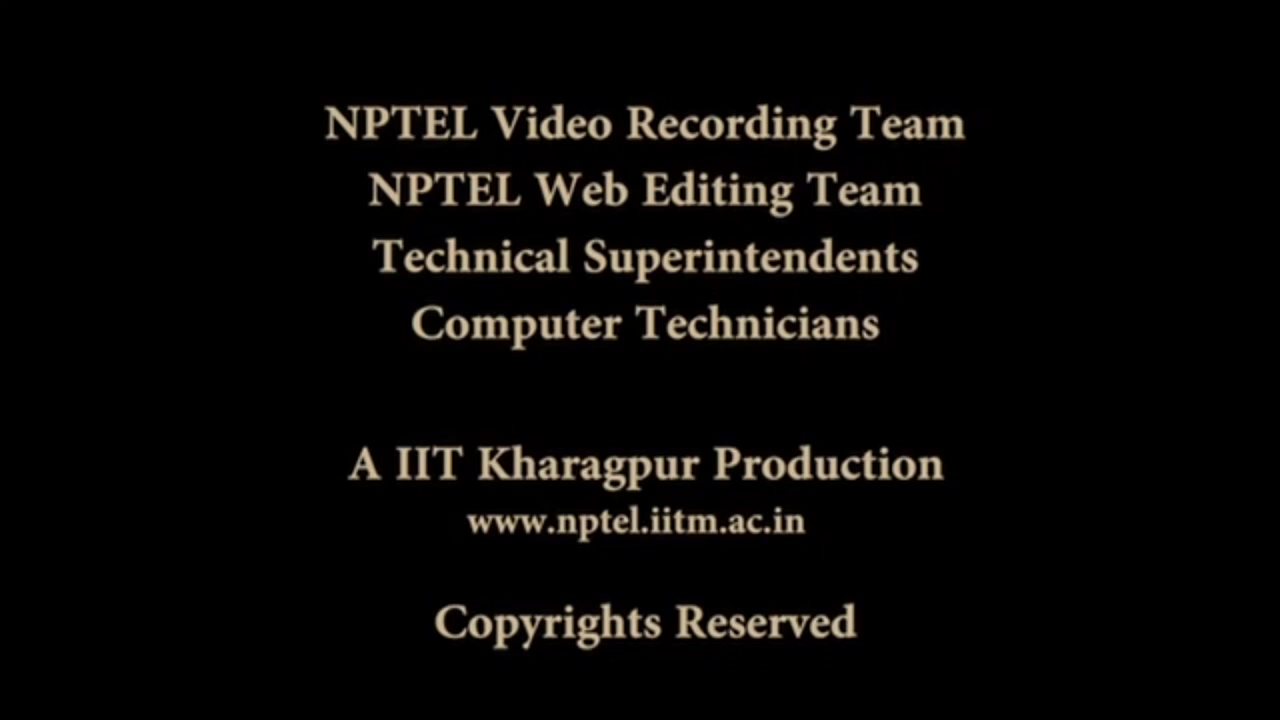 NPTEL Video Recording Team
NPTEL Web Editing Team
Technical Superintendents
Computer Technicians
A IIT Kharagpur Production
www.nptel.iitm.ac.in
Copyrights Reserved